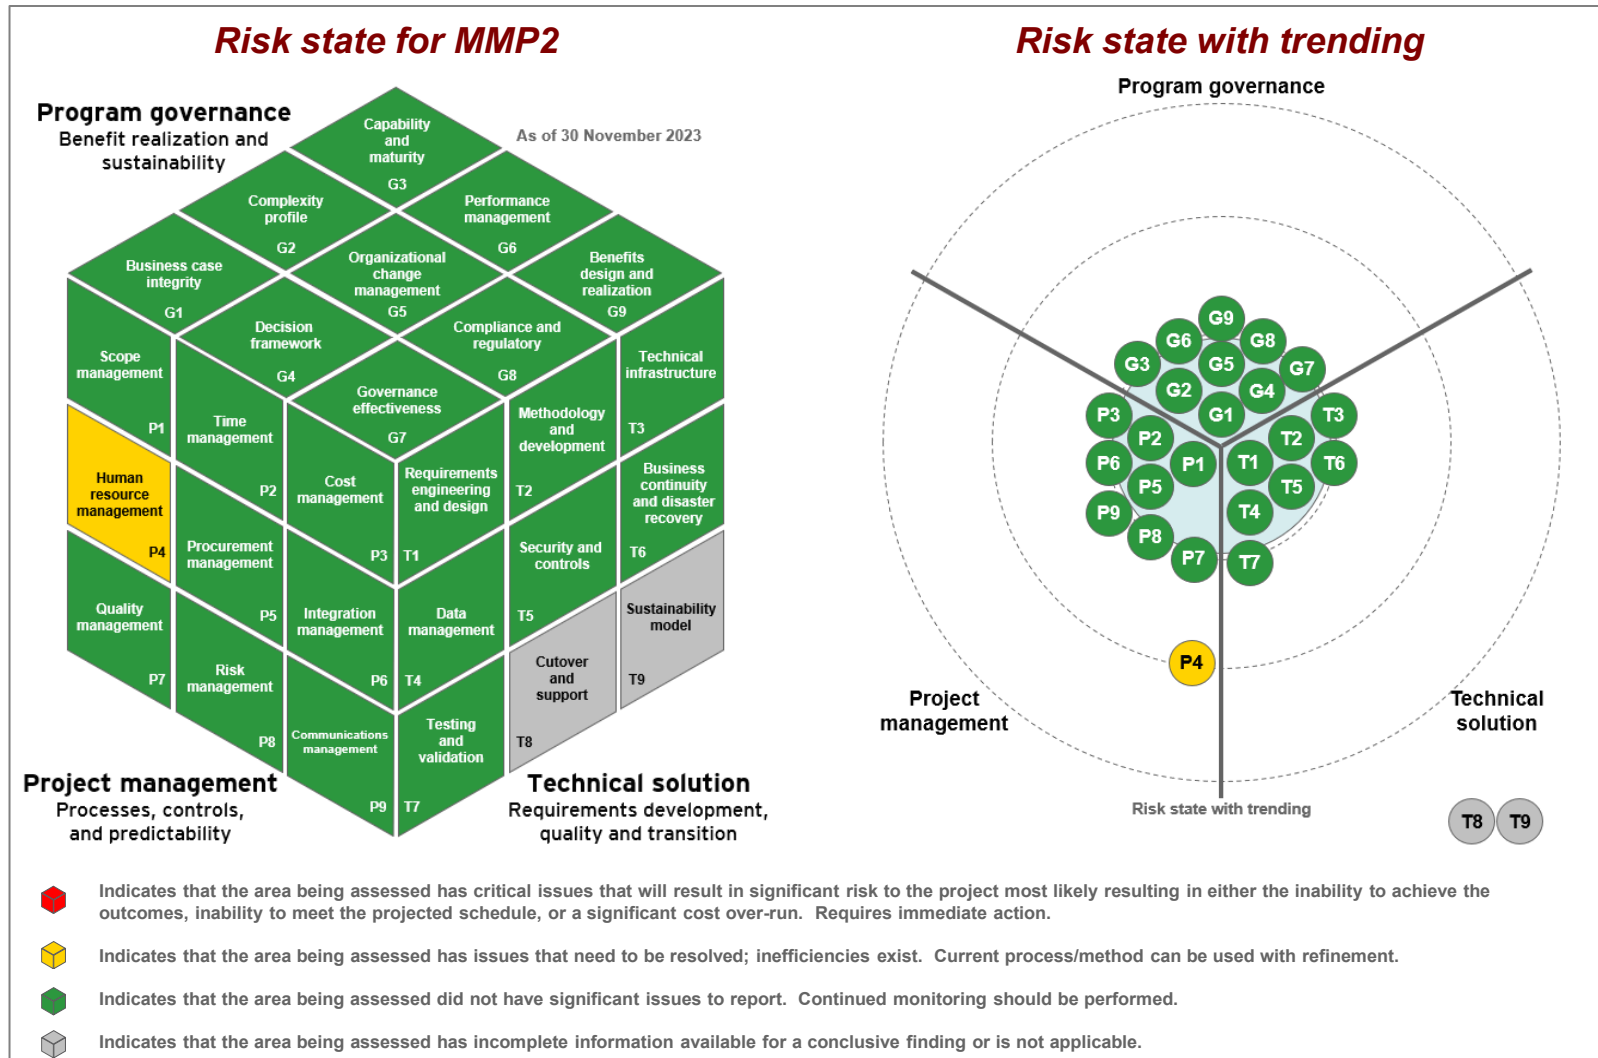 Risk state for MMP2
Risk state with trending
Program governance
Benefit realization and
sustainability
As of 30 November 2023
Capability
and
maturity
G3
Complexity
profile
G2
Performance
management
G6
Business case
integrity
G1
Organizational
change
management
G5
Benefits
design and
realization
G9
Decision
framework
G4
Compliance and
regulatory
G8
Governance
effectiveness
G7
Scope
management
P1
Time
management
P2
Cost
management
P3
Human
resource
management
P4
Procurement
management
P5
Integration
management
P6
Quality
management
P7
Risk
management
P8
Communications
management
P9
Requirements
engineering
and design
T1
Methodology
and
development
T2
Technical
infrastructure
T3
Data
management
T4
Security and
controls
T5
Business
continuity
and disaster
recovery
T6
Testing
and
validation
T7
Cutover
and
support
T8
Sustainability
model
T9
Project management
Processes, controls,
and predictability
Technical solution
Requirements development,
quality and transition
Program governance
G9
G6
G8
G3
G5
G7
G2
G4
G1
P3
P2
P1
P6
P5
P9
P8
P7
P4
T3
T2
T1
T6
T5
T4
T7
Project
management
Technical
solution
Risk state with trending
T8
T9
Indicates that the area being assessed has critical issues that will result in significant risk to the project most likely resulting in either the inability to achieve the
outcomes, inability to meet the projected schedule, or a significant cost over-run. Requires immediate action.
Indicates that the area being assessed has issues that need to be resolved; inefficiencies exist. Current process/method can be used with refinement.
Indicates that the area being assessed did not have significant issues to report. Continued monitoring should be performed.
Indicates that the area being assessed has incomplete information available for a conclusive finding or is not applicable.